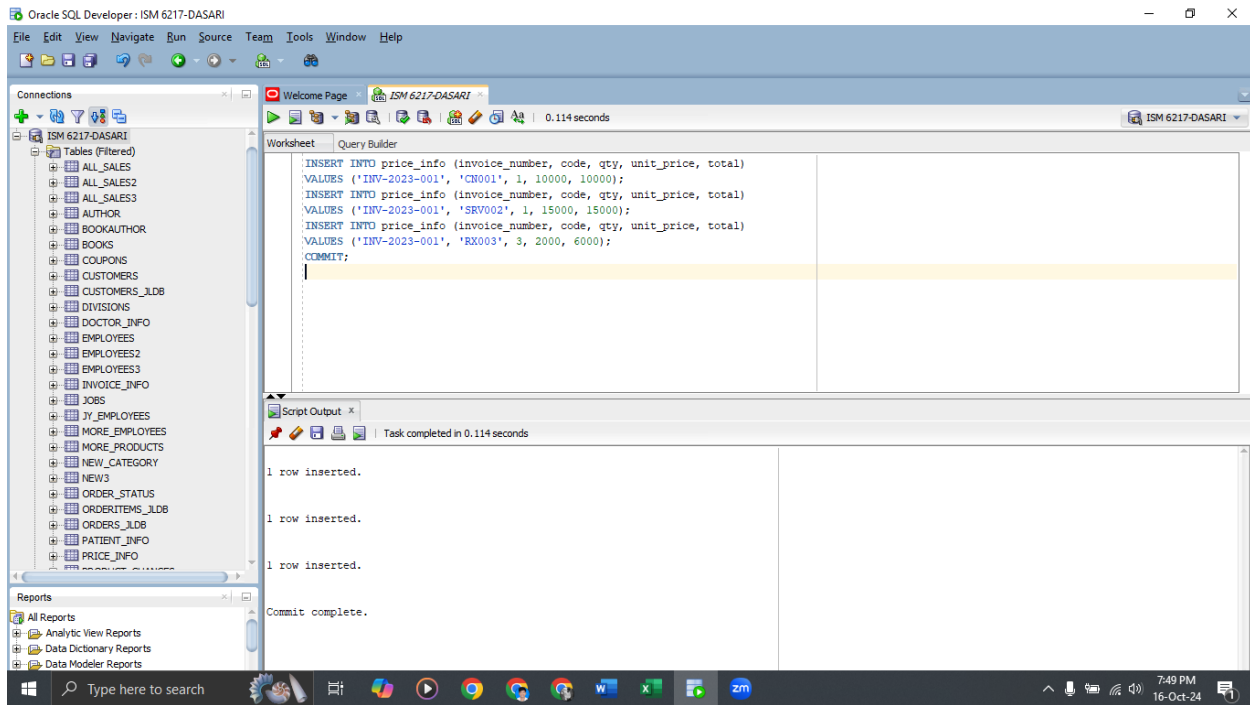 Oracle SQL Developer : ISM 6217-DASARI
File Edit View Navigate Run Source Team Tools Window Help
Connections
ISM 6217-DASARI
Tables (Filtered)
ALL_SALES
ALL_SALES2
ALL_SALES3
AUTHOR
BOOKAUTHOR
BOOKS
COUPONS
CUSTOMERS
CUSTOMERS_JLDB
DIVISIONS
DOCTOR_INFO
EMPLOYEES
EMPLOYEES2
EMPLOYEES3
INVOICE_INFO
JOBS
JY_EMPLOYEES
MORE_EMPLOYEES
MORE_PRODUCTS
NEW_CATEGORY
NEW3
ORDER_STATUS
ORDERITEMS_JLDB
ORDERS_JLDB
PATIENT_INFO
PRICE_INFO
Reports
All Reports
Analytic View Reports
Data Dictionary Reports
Data Modeler Reports
Welcome Page
ISM 6217-DASARI
0.114 seconds
ISM 6217-DASARI
Worksheet Query Builder
INSERT INTO price_info (invoice_number, code, qty, unit_price, total)
VALUES ('INV-2023-001', 'CN001', 1, 10000, 10000);
INSERT INTO price_info (invoice_number, code, qty, unit_price, total)
VALUES ('INV-2023-001', 'SRV002', 1, 15000, 15000);
INSERT INTO price_info (invoice_number, code, qty, unit_price, total)
VALUES ('INV-2023-001', 'RX003', 3, 2000, 6000);
COMMIT;
Script Output
Task completed in 0.114 seconds
1 row inserted.
1 row inserted.
1 row inserted.
Commit complete.
Type here to search
zm
7:49 PM
16-Oct-24